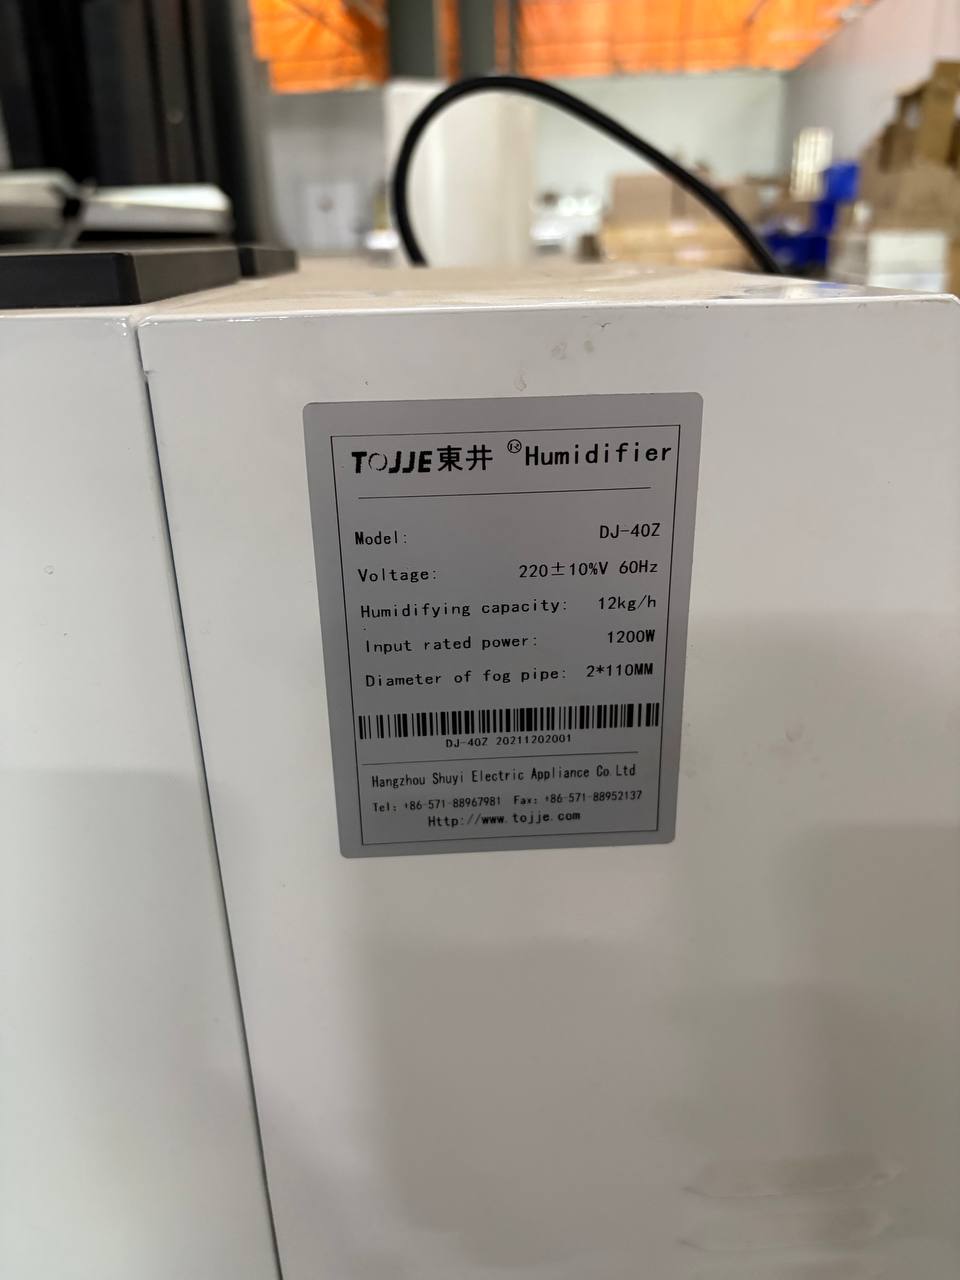 TOJJE東井 ®Humidifier
Model: DJ-40Z
Voltage: 220±10%V 60Hz
Humidifying capacity: 12kg/h
Input rated power: 1200W
Diameter of fog pipe: 2*110MM
DJ-40Z 20211202001
Hangzhou Shuyi Electric Appliance Co.Ltd
Tel: +86-571-88967981 Fax: +86-571-88952137
Http://www.tojje.com